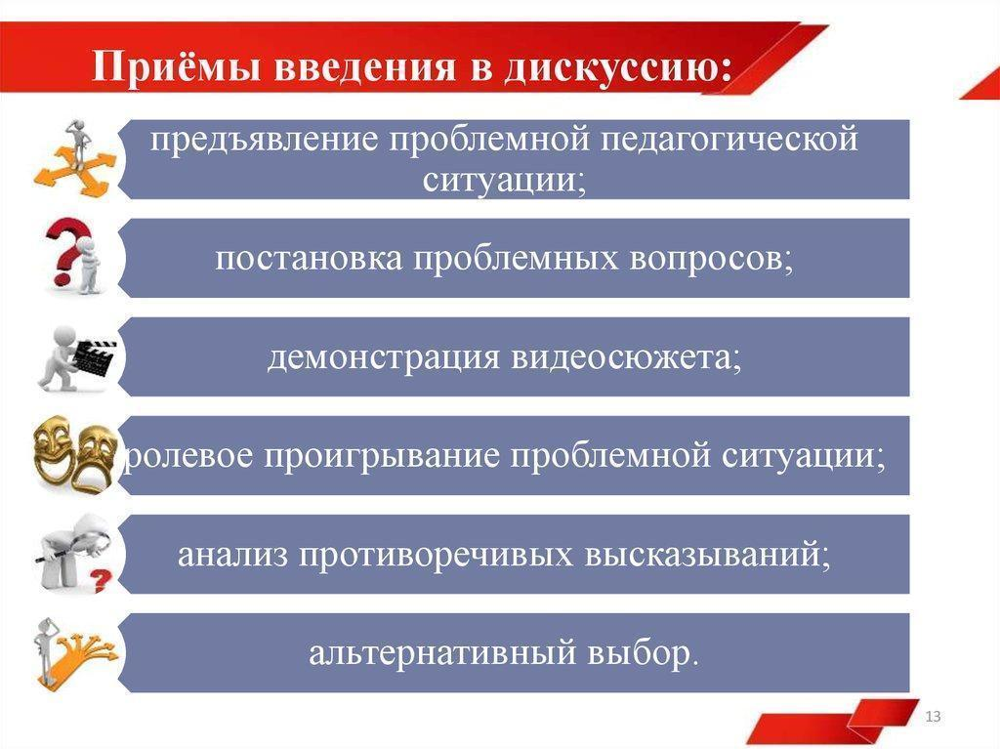 Приёмы введения в дискуссию:
предъявление проблемной педагогической
ситуации;
постановка проблемных вопросов;
демонстрация видеосюжета;
ролевое проигрывание проблемной ситуации;
анализ противоречивых высказываний;
альтернативный выбор.
13